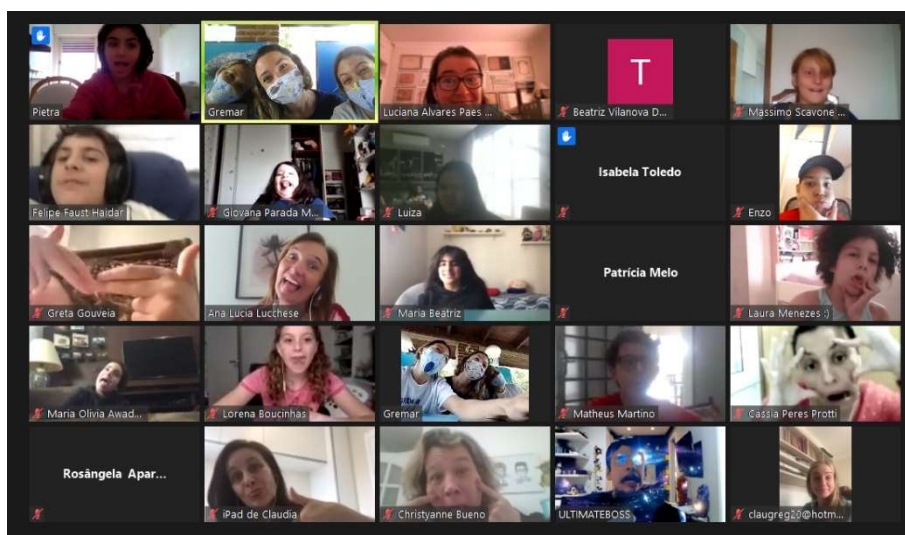 Pietra
Gremar
Luciana Alvares Paes ...
T
Beatriz Vilanova D...
Massimo Scavone ...
Felipe Faust Haidar
Giovana Parada M...
Luiza
Isabela Toledo
Enzo
Greta Gouveia
Ana Lucia Lucchese
Maria Beatriz
Patrícia Melo
Laura Menezes :)
Maria Olivia Awad...
Lorena Boucinhas
Gremar
Matheus Martino
Cassia Peres Protti
Rosângela Apar...
iPad de Claudia
Christyanne Bueno
ULTIMATEBOSS
claugreg20@hotm...